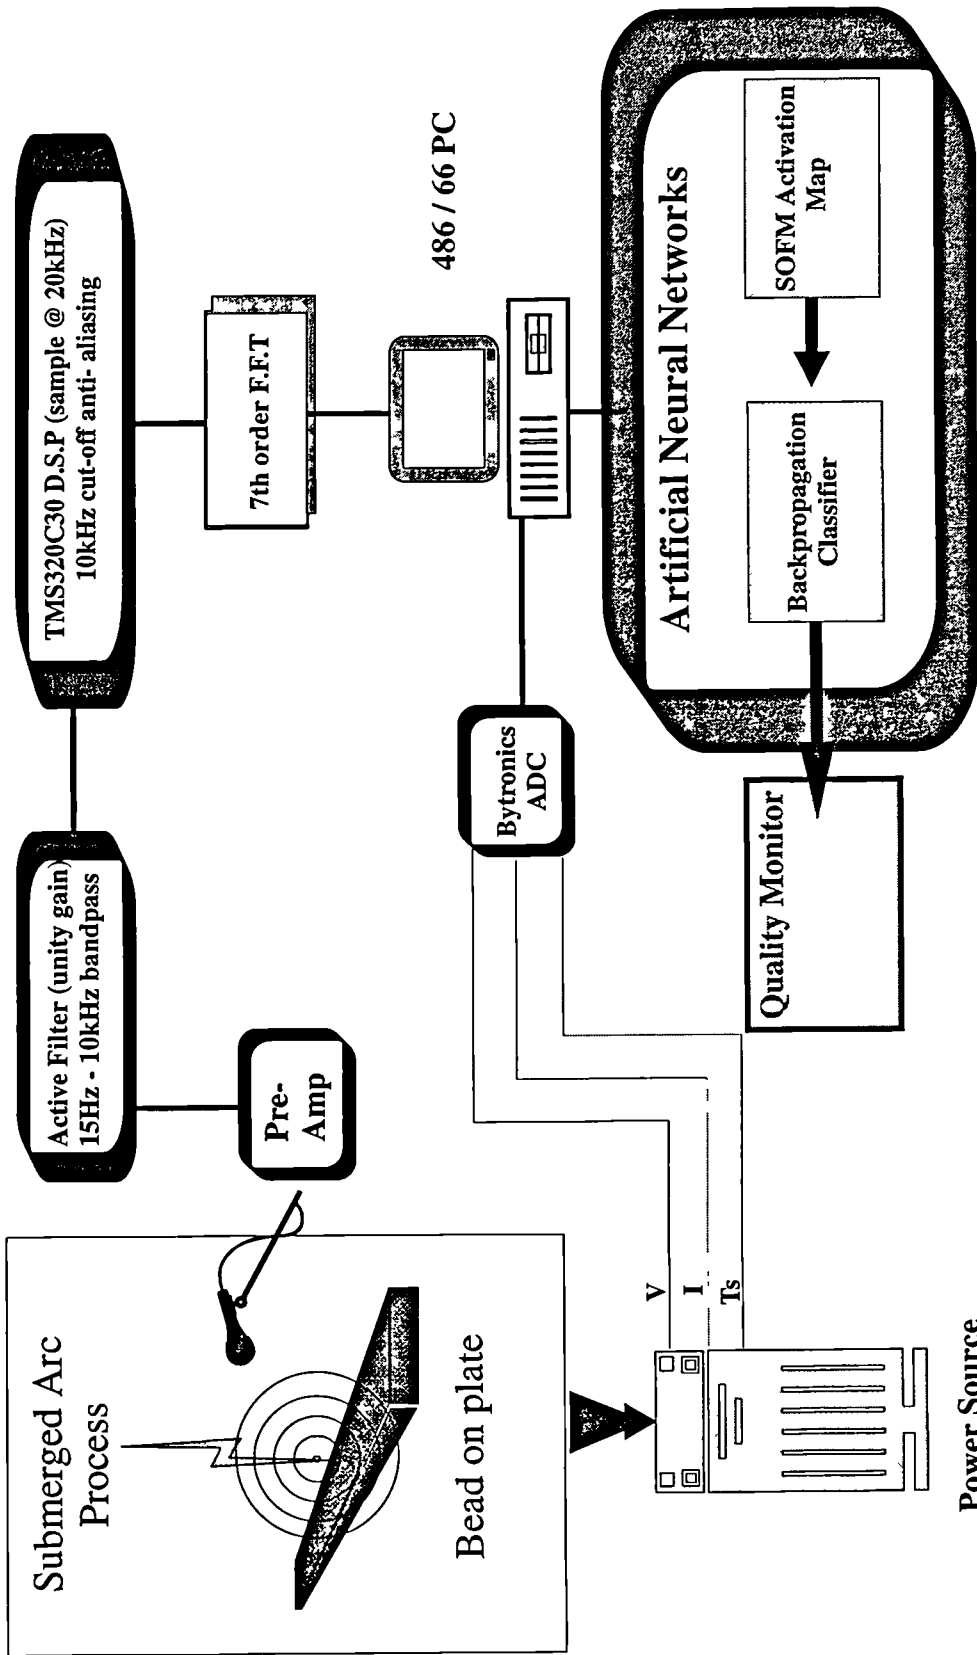 Submerged Arc
Process
Bead on plate
Pre-
Amp
Active Filter (unity gain)
15Hz - 10kHz bandpass
TMS320C30 D.S.P (sample @ 20kHz)
10kHz cut-off anti- aliasing
7th order F.F.T
486 / 66 PC
Bytronics
ADC
V
I
Ts
Power Source
Artificial Neural Networks
SOFM Activation
Map
Backpropagation
Classifier
Quality Monitor